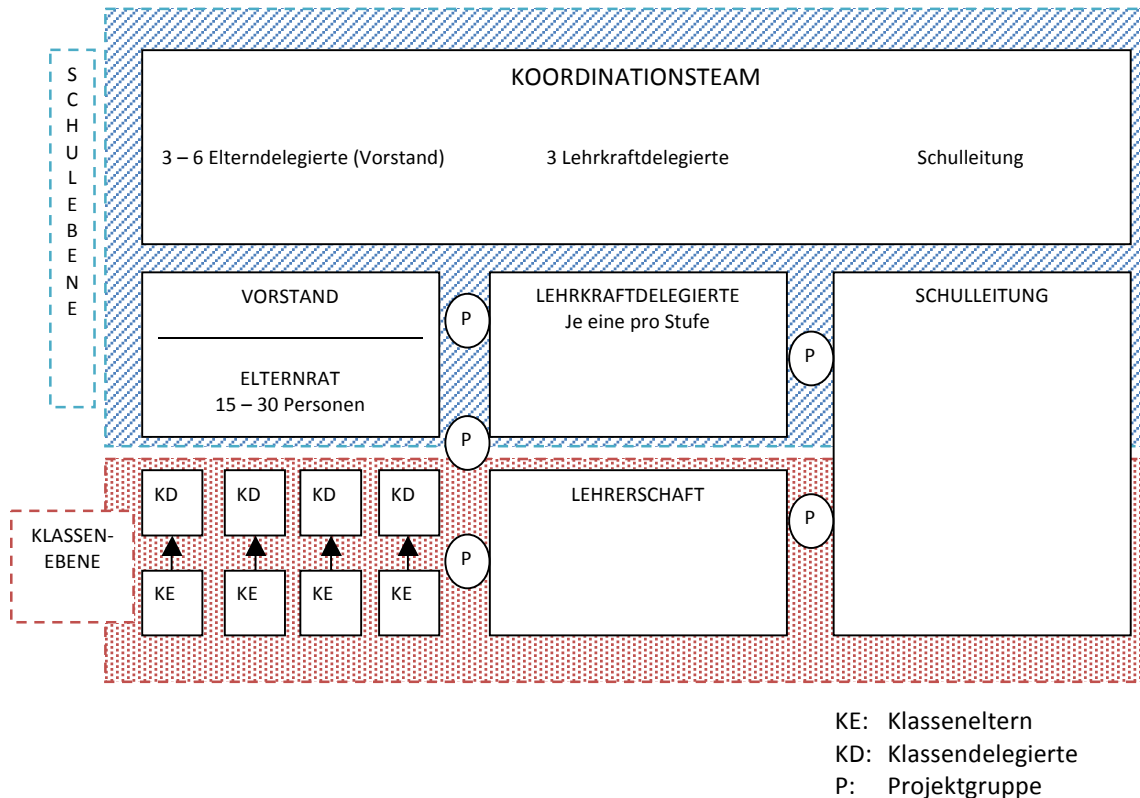 SCHULEBENE
KOORDINATIONSTEAM
3 – 6 Elterndelegierte (Vorstand)
3 Lehrkraftdelegierte
Schulleitung
VORSTAND
ELTERNRAT
15 – 30 Personen
P
LEHRKRAFTDELEGIERTE
Je eine pro Stufe
P
SCHULLEITUNG
P
KLASSEN-
EBENE
KD
KD
KD
KD
KE
KE
KE
KE
P
LEHRERSCHAFT
P
KE: Klasseneltern
KD: Klassendelegierte
P: Projektgruppe